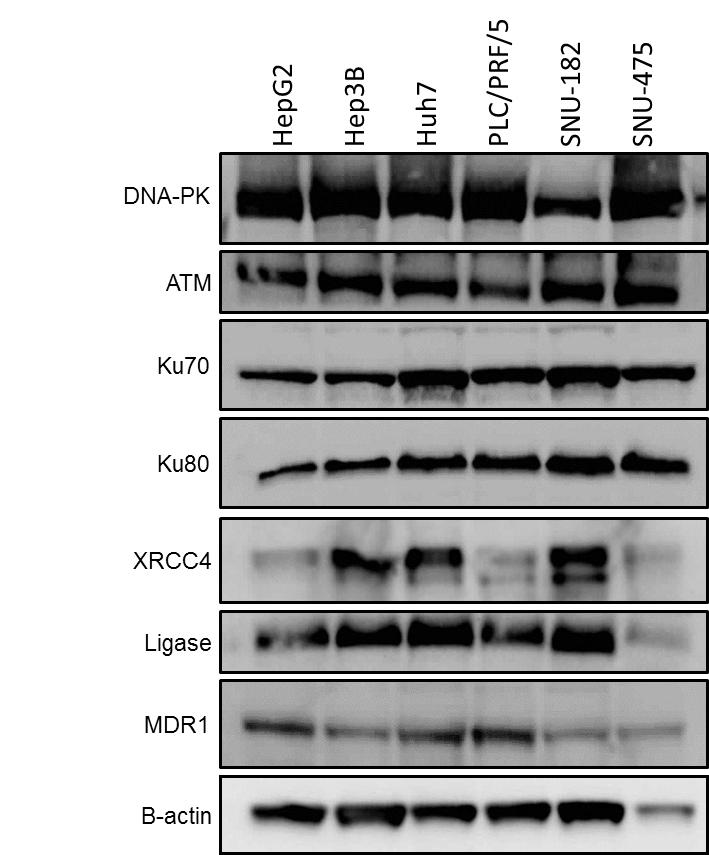 HepG2
Hep3B
Huh7
PLC/PRF/5
SNU-182
SNU-475
DNA-PK
ATM
Ku70
Ku80
XRCC4
Ligase
MDR1
B-actin